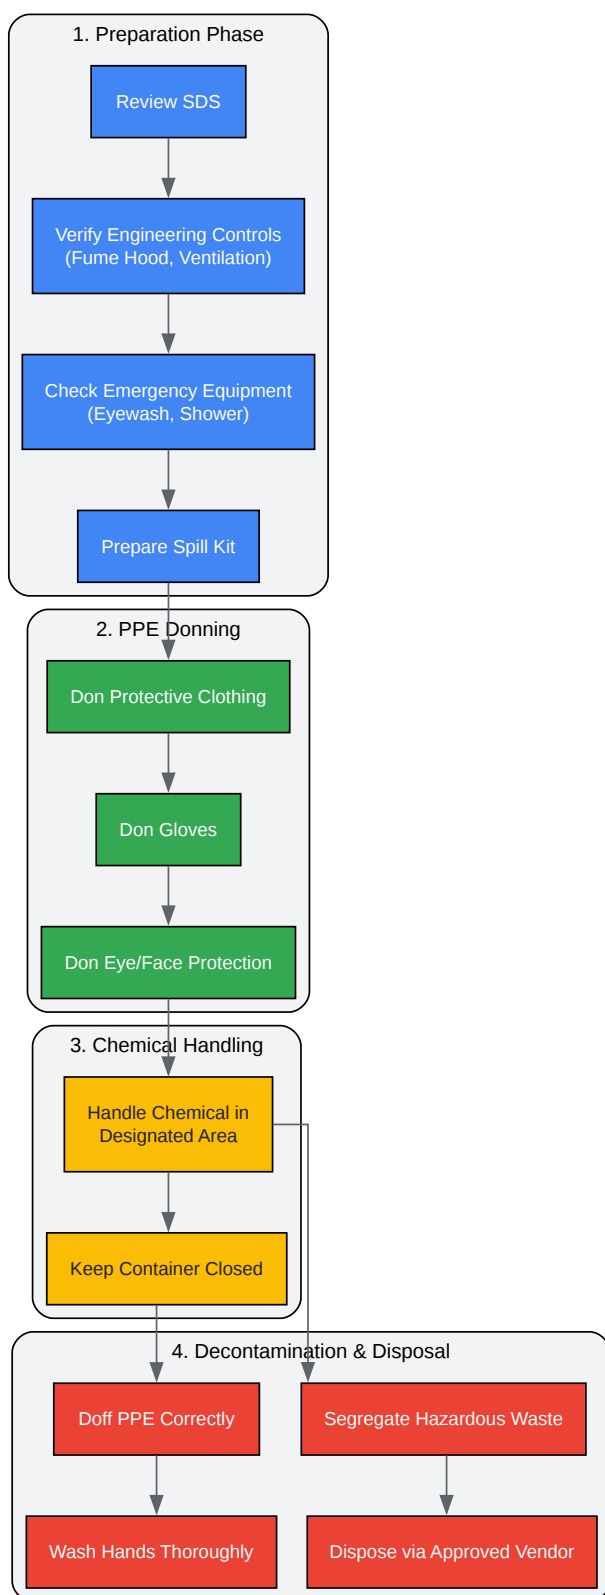 1. Preparation Phase
Review SDS
Verify Engineering Controls
(Fume Hood, Ventilation)
Check Emergency Equipment
(Eyewash, Shower)
Prepare Spill Kit
2. PPE Donning
Don Protective Clothing
Don Gloves
Don Eye/Face Protection
3. Chemical Handling
Handle Chemical in
Designated Area
Keep Container Closed
4. Decontamination & Disposal
Doff PPE Correctly
Segregate Hazardous Waste
Wash Hands Thoroughly
Dispose via Approved Vendor